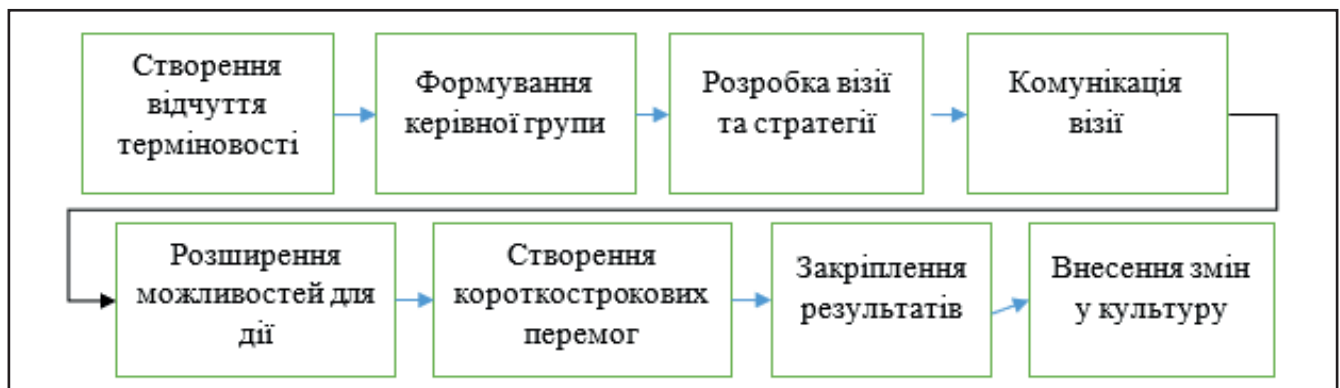 Створення
відчуття
терміновості
Формування
керівної групи
Розробка візії
та стратегії
Комунікація
візії
Розширення
можливостей для
дії
Створення
короткострокових
перемог
Закріплення
результатів
Внесення змін
у культуру